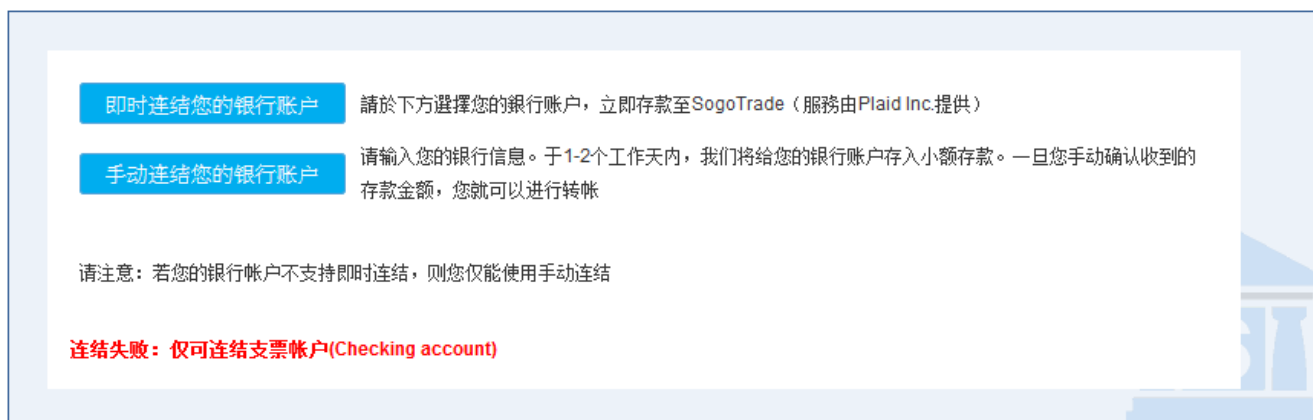 即时连结您的银行账户
請於下方選擇您的銀行账户，立即存款至SogoTrade（服務由Plaid Inc.提供）
手动连结您的银行账户
请输入您的银行信息。于1-2个工作天内，我们将给您的银行账户存入小额存款。一旦您手动确认收到的
存款金额，您就可以进行转帐
请注意：若您的银行帐户不支持即时连结，则您仅能使用手动连结
连结失败：仅可连结支票帐户(Checking account)